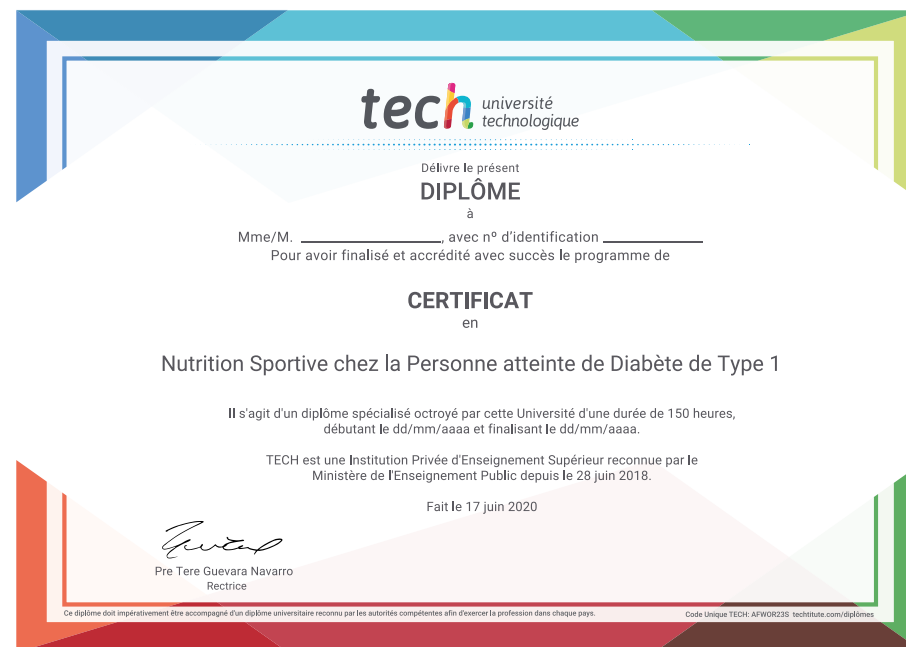 tech université
technologique
Délivre le présent
DIPLÔME
à
Mme/M. ____________________, avec nº d'identification ______________
Pour avoir finalisé et accrédité avec succès le programme de
CERTIFICAT
en
Nutrition Sportive chez la Personne atteinte de Diabète de Type 1
Il s'agit d'un diplôme spécialisé octroyé par cette Université d'une durée de 150 heures,
débutant le dd/mm/aaaa et finalisant le dd/mm/aaaa.
TECH est une Institution Privée d'Enseignement Supérieur reconnue par le
Ministère de l'Enseignement Public depuis le 28 juin 2018.
Fait le 17 juin 2020
Pre Tere Guevara Navarro
Rectrice
Ce diplôme doit impérativement être accompagné d'un diplôme universitaire reconnu par les autorités compétentes afin d'exercer la profession dans chaque pays.
Code Unique TECH: AFWOR23S techtitute.com/diplômes